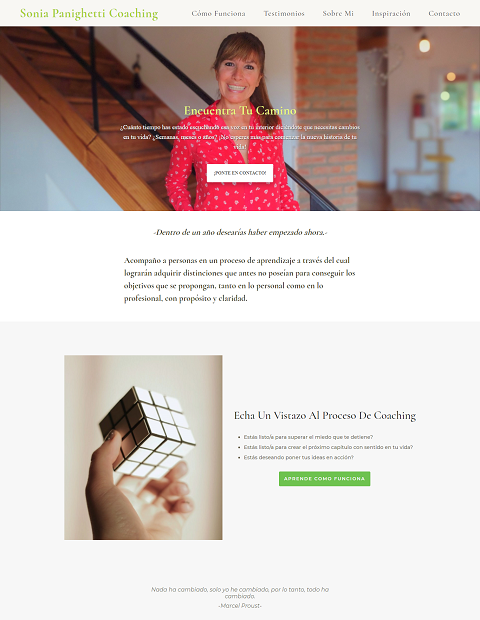 Sonia Panighetti Coaching
Cómo Funciona
Testimonios
Sobre Mi
Inspiración
Contacto
Encuentra Tu Camino
¿Cuánto tiempo has estado escuchando esa voz en tu interior diciéndote que necesitas cambios
en tu vida? ¿Semanas, meses o años? ¡No esperes más para comenzar la nueva historia de tu
vida!
¡PONTE EN CONTACTO!
-Dentro de un año desearías haber empezado ahora.-
Acompaño a personas en un proceso de aprendizaje a través del cual
lograrán adquirir distinciones que antes no poseían para conseguir los
objetivos que se propongan, tanto en lo personal como en lo
profesional, con propósito y claridad.
Echa Un Vistazo Al Proceso De Coaching
Estás listo/a para superar el miedo que te detiene?
Estás listo/a para crear el próximo capítulo con sentido en tu vida?
Estás deseando poner tus ideas en acción?
APRENDE COMO FUNCIONA
Nada ha cambiado, solo yo he cambiado, por lo tanto, todo ha
cambiado.
-Marcel Proust-